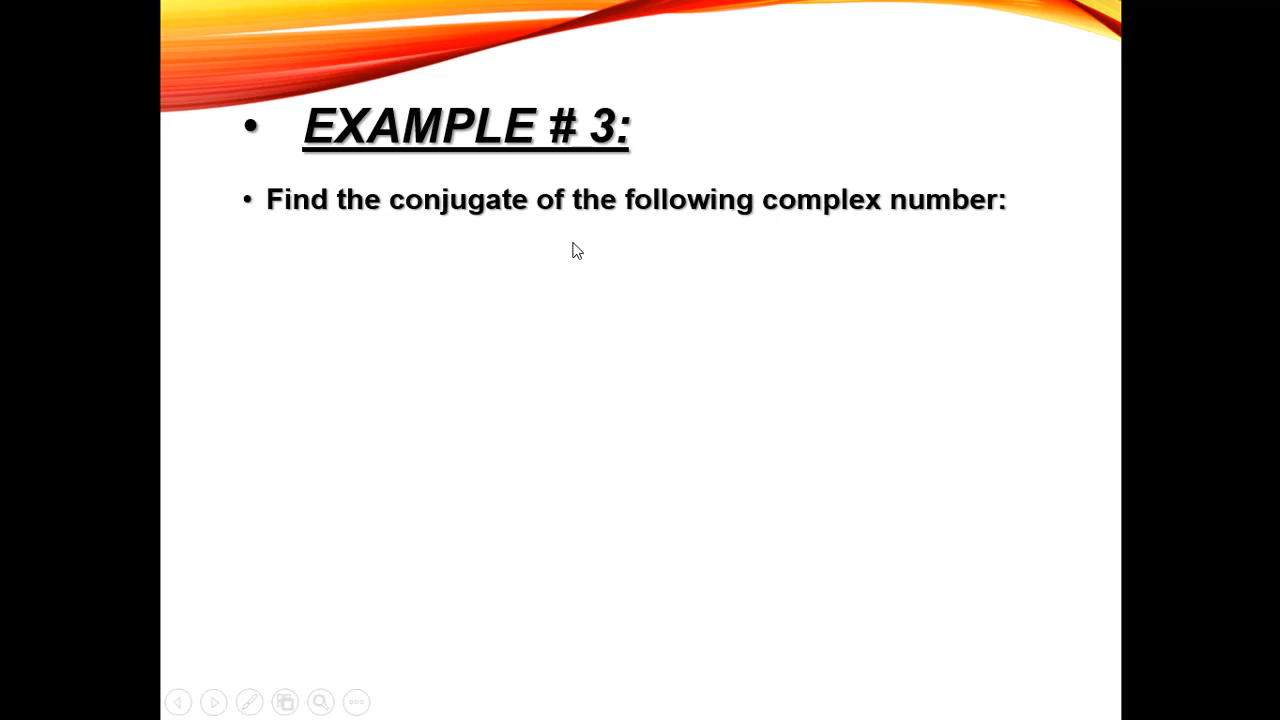 • EXAMPLE # 3:
• Find the conjugate of the following complex number: